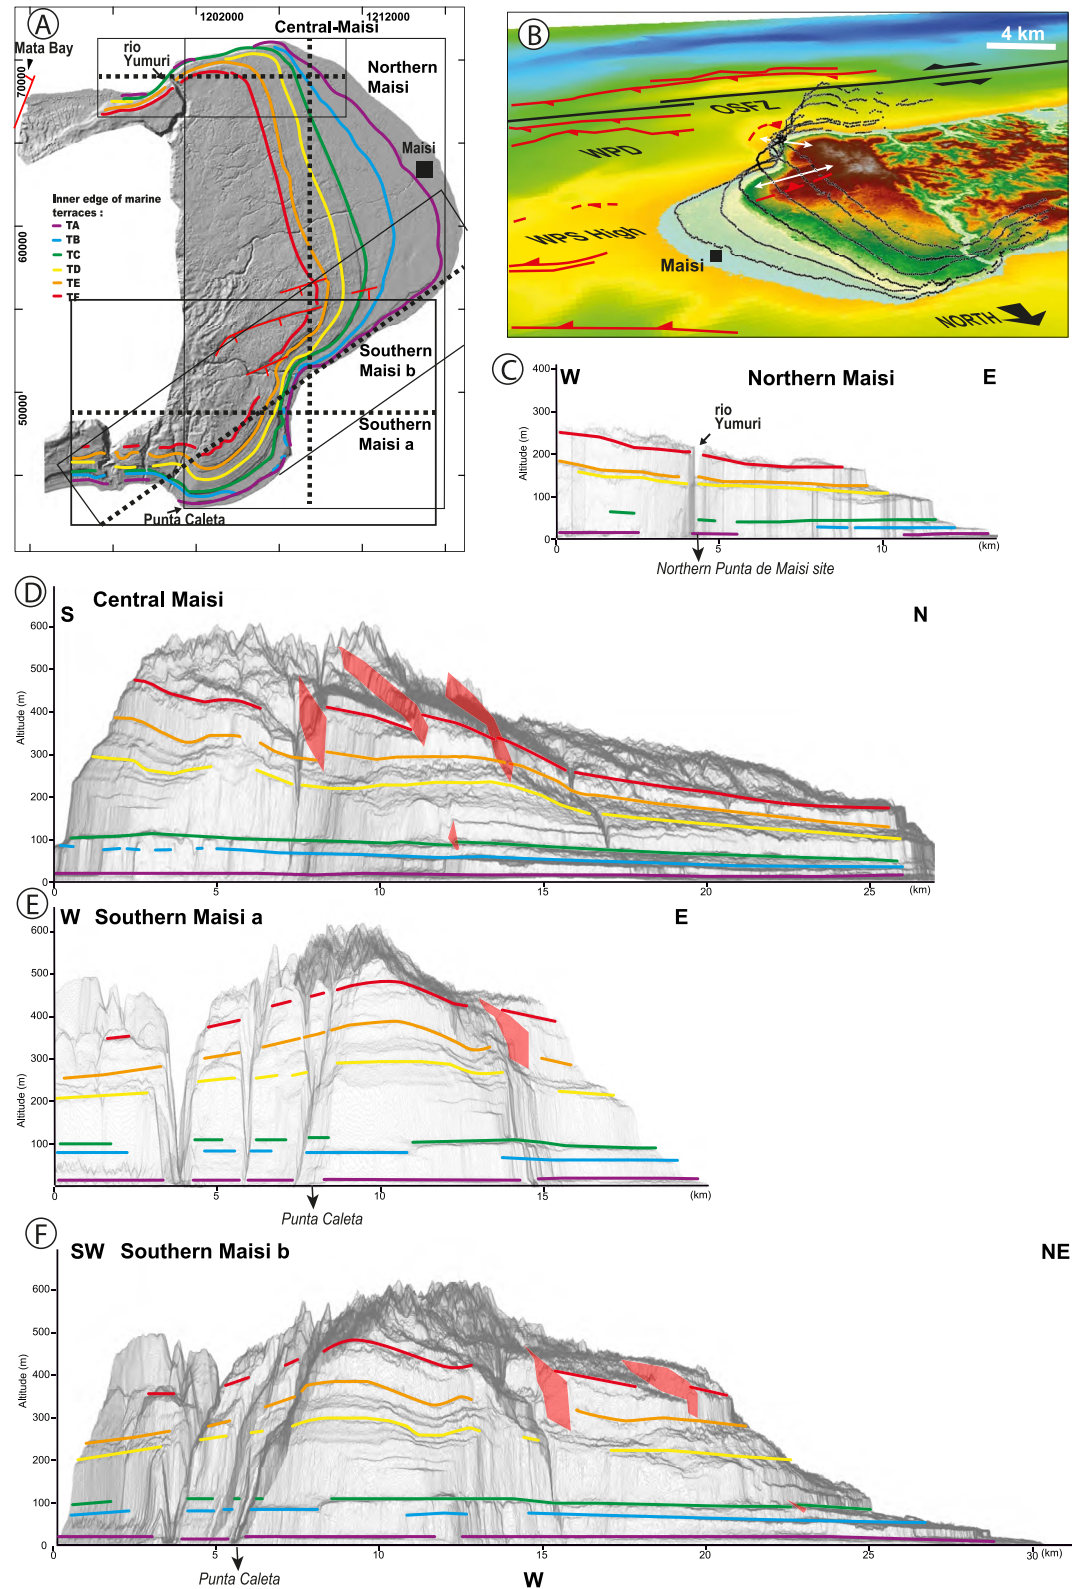 A
1202000
1212000
Central-Maisi
Mata Bay
rio
Yumuri
Northern
Maisi
70000
Maisi
Inner edge of marine
terraces :
TA
TB
TC
TD
TE
TF
60000
Southern
Maisi b
50000
Southern
Maisi a
Punta Caleta
B
4 km
OSFZ
WPD
WPS High
Maisi
NORTH
C
400
W
Northern Maisi
E
300
rio
Yumuri
Altitude (m)
200
100
0
0
5
10
(km)
Northern Punta de Maisi site
D
Central Maisi
S
N
600
500
Altitude (m)
400
300
200
100
0
0
5
10
15
20
25
(km)
E
W
Southern Maisi a
E
600
500
Altitude (m)
400
300
200
100
0
5
10
15
(km)
Punta Caleta
F
SW
Southern Maisi b
NE
600
500
Altitude (m)
400
300
200
100
0
0
5
10
15
20
25
30
(km)
Punta Caleta
W